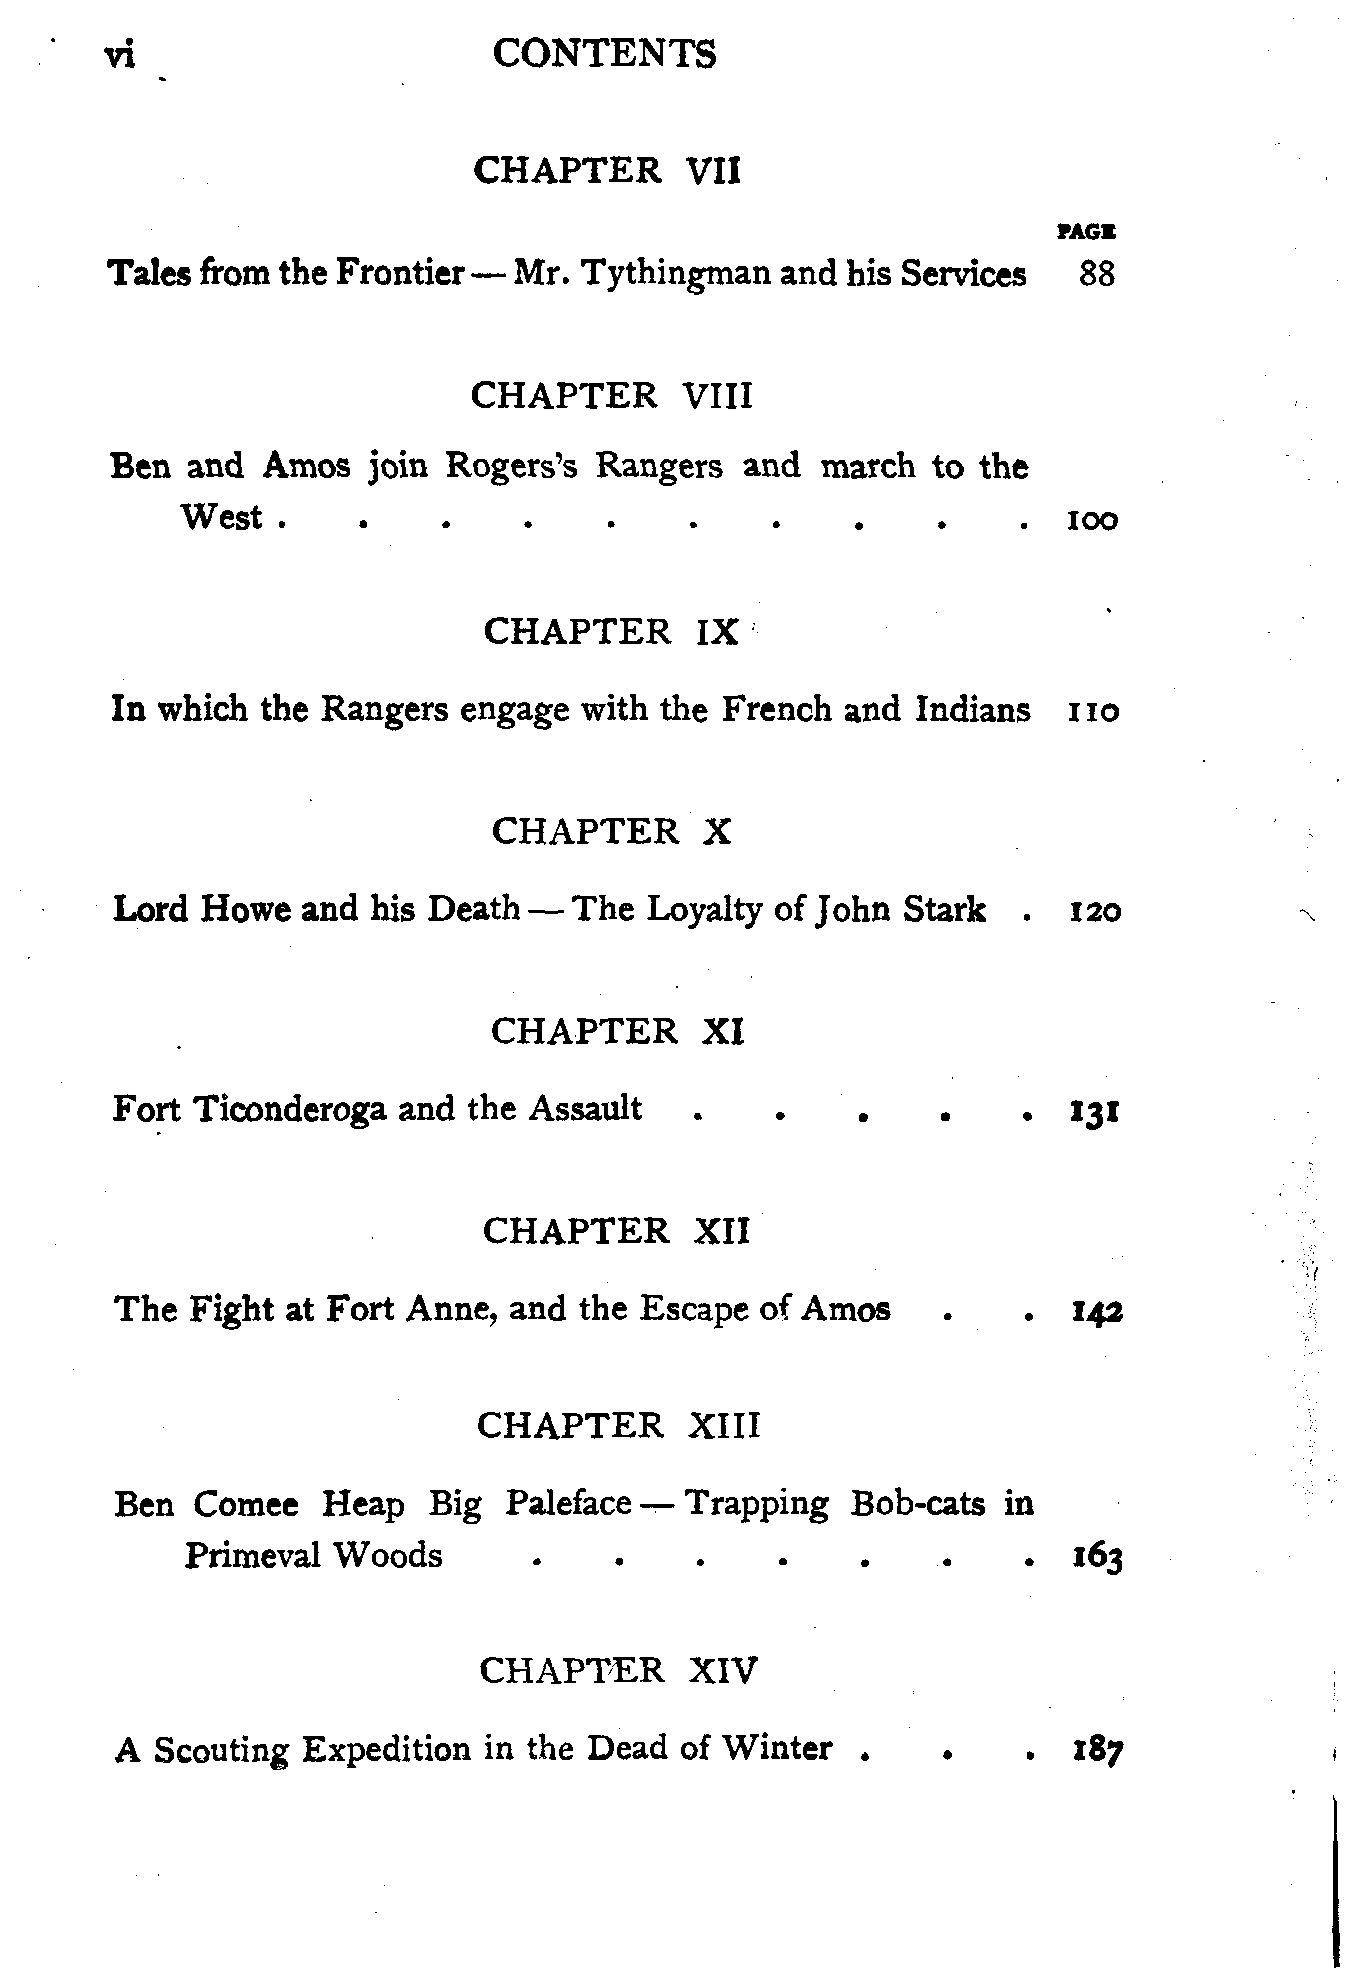 vi CONTENTS
CHAPTER VII
PAGE
Tales from the Frontier — Mr. Tythingman and his Services 88
CHAPTER VIII
Ben and Amos join Rogers's Rangers and march to the
West . . . . . . . . . . 100
CHAPTER IX
In which the Rangers engage with the French and Indians 110
CHAPTER X
Lord Howe and his Death — The Loyalty of John Stark . 120
CHAPTER XI
Fort Ticonderoga and the Assault . . . . . 131
CHAPTER XII
The Fight at Fort Anne, and the Escape of Amos . . 142
CHAPTER XIII
Ben Comee Heap Big Paleface — Trapping Bob-cats in
Primeval Woods . . . . . . . 163
CHAPTER XIV
A Scouting Expedition in the Dead of Winter . . . 187